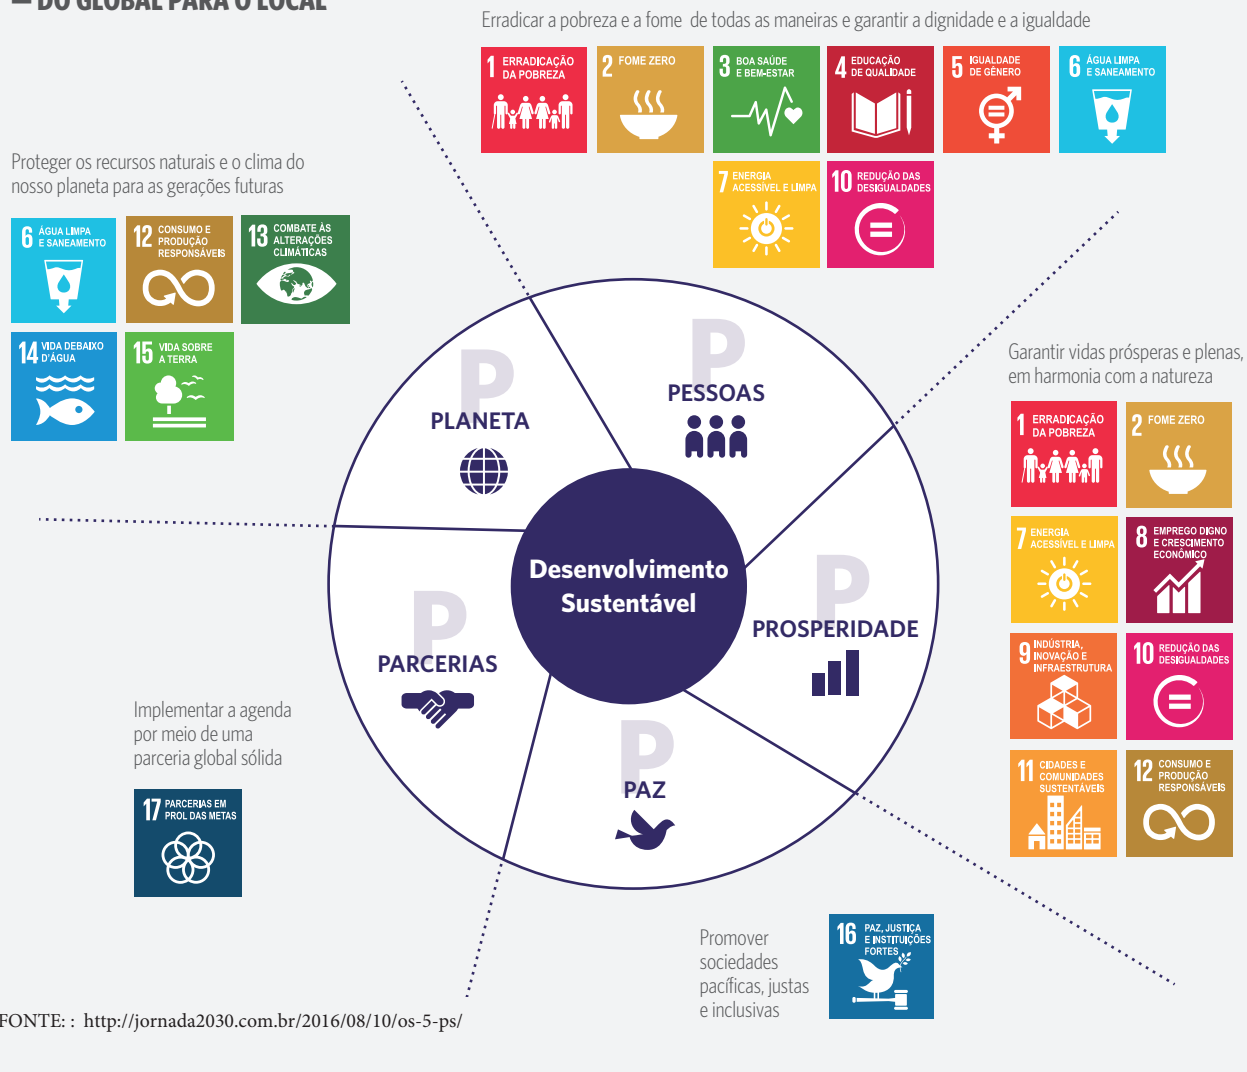 — DO GLOBAL PARA O LOCAL
Erradicar a pobreza e a fome de todas as maneiras e garantir a dignidade e a igualdade
1 ERRADICAÇÃO
DA POBREZA
2 FOME ZERO
3 BOA SAÚDE
E BEM-ESTAR
4 EDUCAÇÃO
DE QUALIDADE
5 IGUALDADE
DE GÊNERO
6 ÁGUA LIMPA
E SANEAMENTO
7 ENERGIA
ACESSÍVEL E LIMPA
10 REDUÇÃO DAS
DESIGUALDADES
Proteger os recursos naturais e o clima do
nosso planeta para as gerações futuras
6 ÁGUA LIMPA
E SANEAMENTO
12 CONSUMO E
PRODUÇÃO
RESPONSÁVEIS
13 COMBATE ÀS
ALTERAÇÕES
CLIMÁTICAS
14 VIDA DEBAIXO
D'ÁGUA
15 VIDA SOBRE
A TERRA
P
PLANETA
P
PESSOAS
Desenvolvimento
Sustentável
P
PROSPERIDADE
P
PARCERIAS
P
PAZ
Garantir vidas prósperas e plenas,
em harmonia com a natureza
1 ERRADICAÇÃO
DA POBREZA
2 FOME ZERO
7 ENERGIA
ACESSÍVEL E LIMPA
8 EMPREGO DIGNO
E CRESCIMENTO
ECONÔMICO
9 INDÚSTRIA,
INOVAÇÃO E
INFRAESTRUTURA
10 REDUÇÃO DAS
DESIGUALDADES
11 CIDADES E
COMUNIDADES
SUSTENTÁVEIS
12 CONSUMO E
PRODUÇÃO
RESPONSÁVEIS
Implementar a agenda
por meio de uma
parceria global sólida
17 PARCERIAS EM
PROL DAS METAS
Promover
sociedades
pacíficas, justas
e inclusivas
16 PAZ, JUSTIÇA
E INSTITUIÇÕES
FORTES
FONTE: : http://jornada2030.com.br/2016/08/10/os-5-ps/